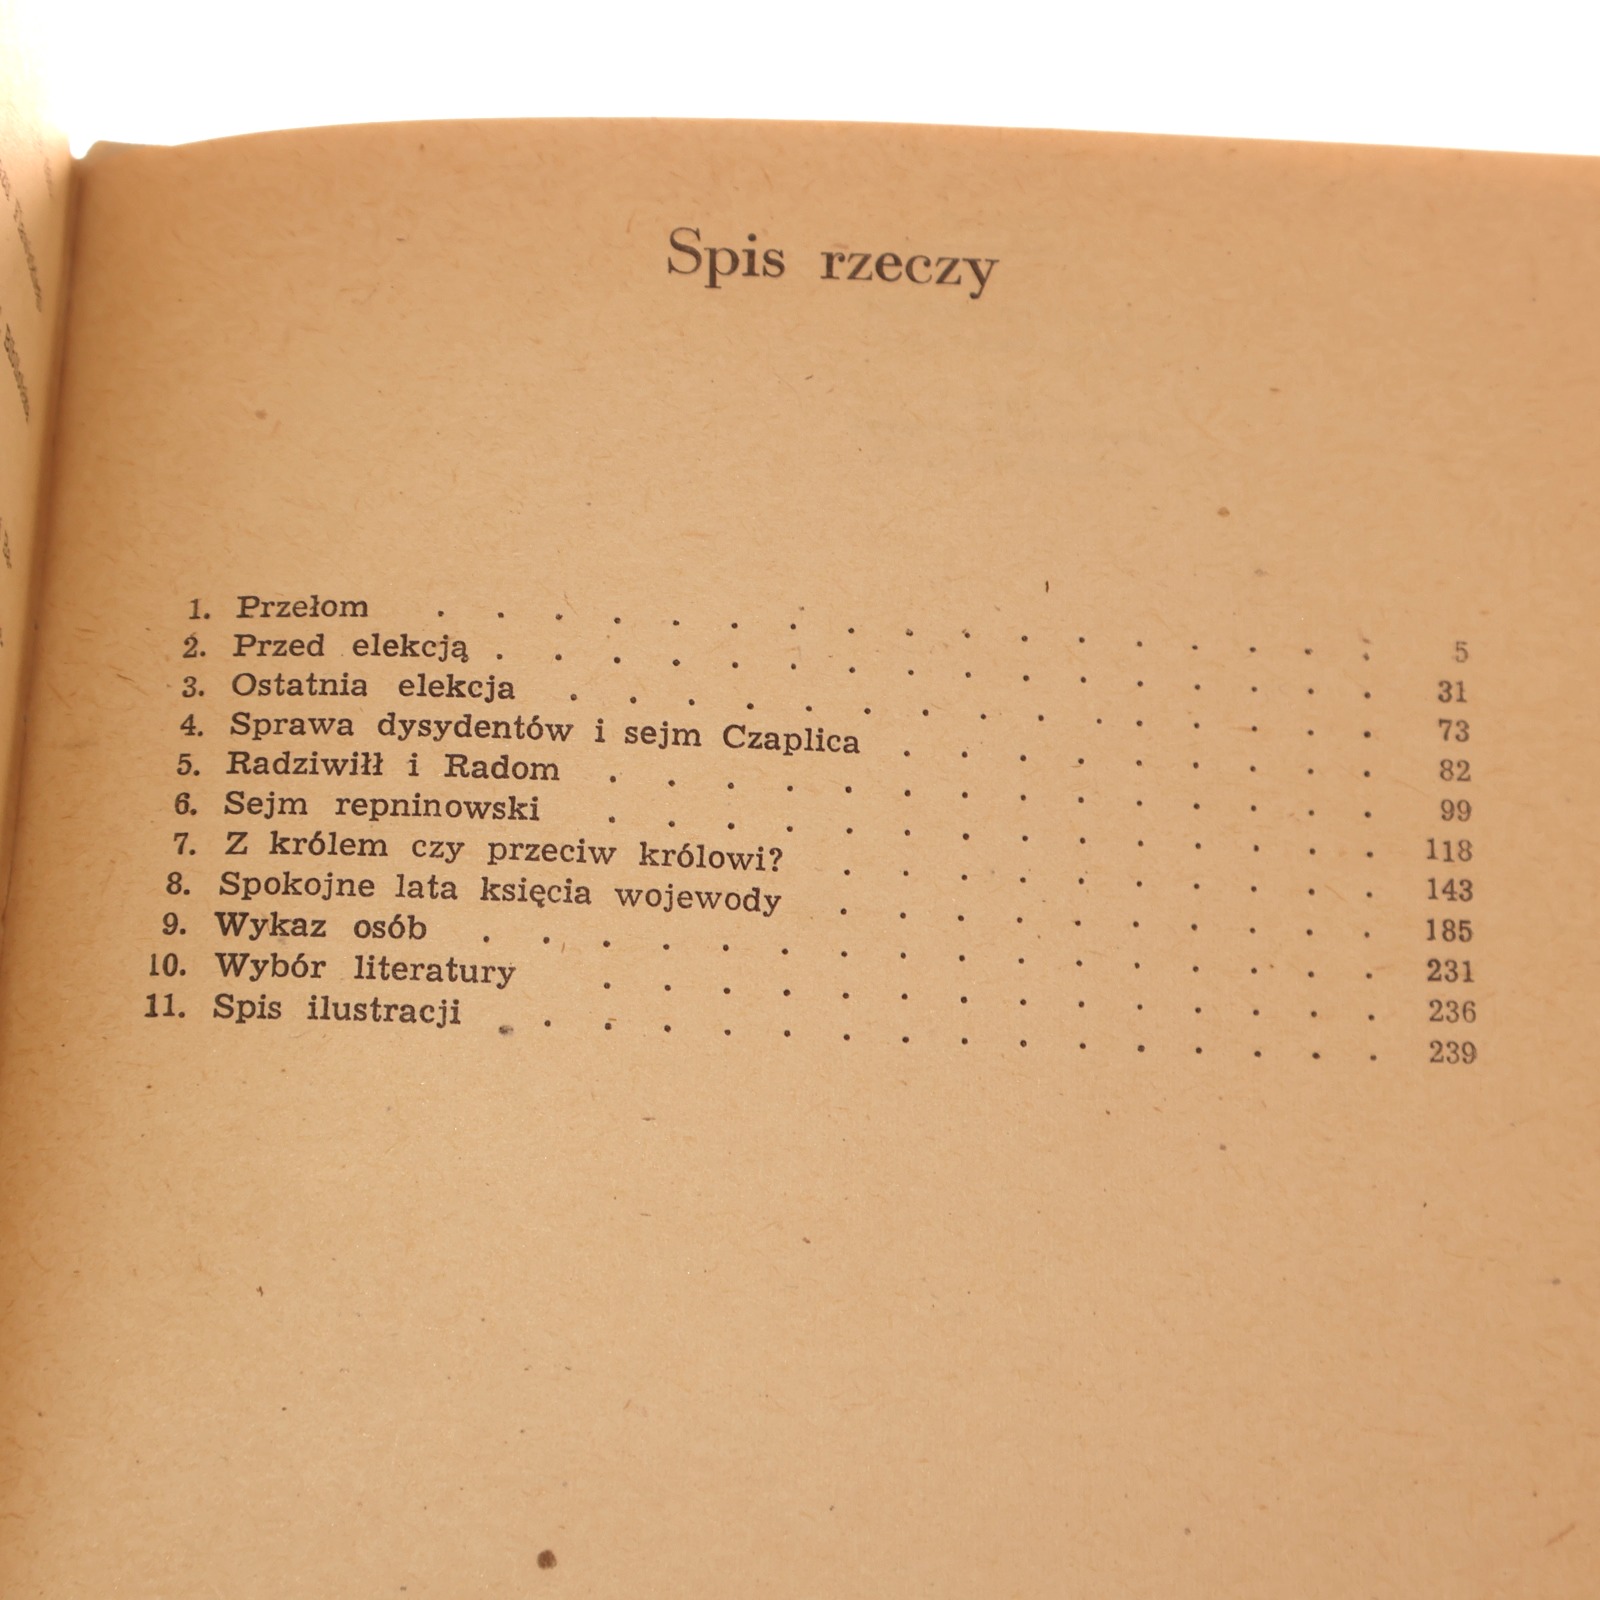 Spis rzeczy
1. Przełom . . . . . . . . . . . . . . . . . 5
2. Przed elekcją . . . . . . . . . . . . . . . . 31
3. Ostatnia elekcja . . . . . . . . . . . . . . . 73
4. Sprawa dysydentów i sejm Czaplica . . . . . . . . . 82
5. Radziwiłł i Radom . . . . . . . . . . . . . . 99
6. Sejm repninowski . . . . . . . . . . . . . . 118
7. Z królem czy przeciw królowi? . . . . . . . . . . 143
8. Spokojne lata księcia wojewody . . . . . . . . . . 185
9. Wykaz osób . . . . . . . . . . . . . . . . 231
10. Wybór literatury . . . . . . . . . . . . . . 236
11. Spis ilustracji . . . . . . . . . . . . . . . . 239